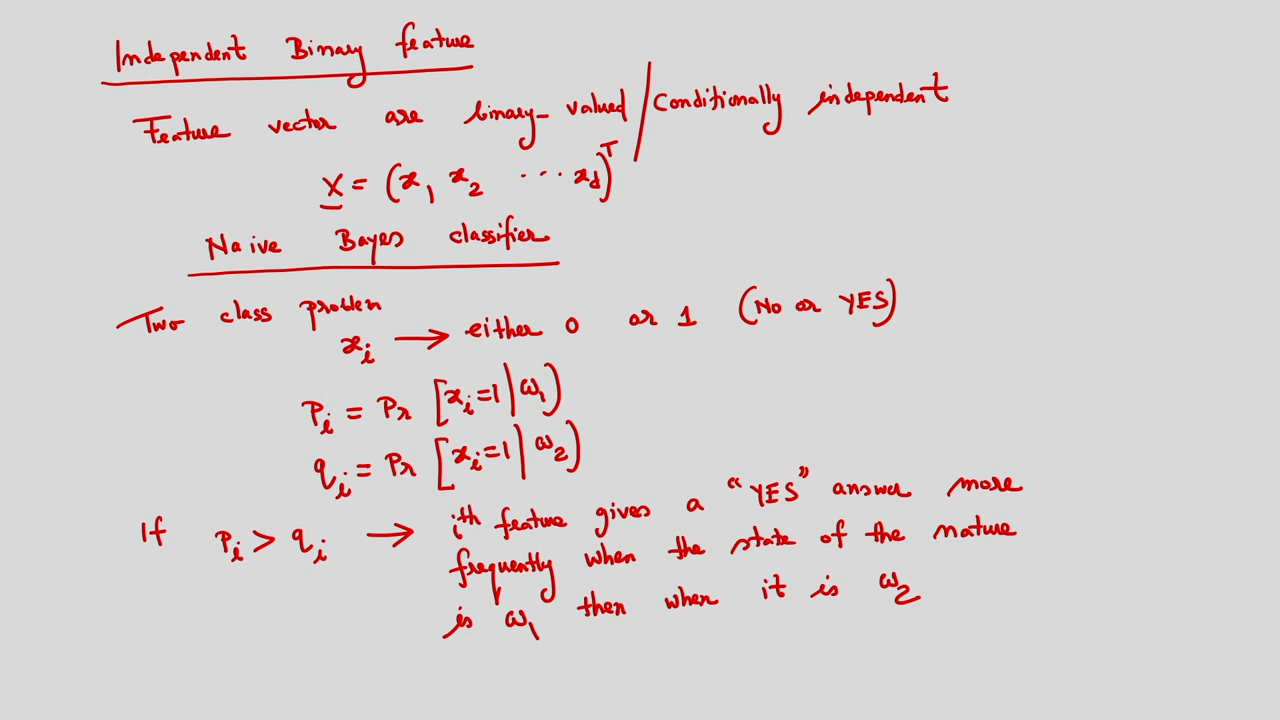 Independent Binary feature
Feature vector are binary-valued / Conditionally independent
X = (x₁ x₂ ... x_d)ᵀ
Naive Bayes classifier
Two class problem
xᵢ → either 0 or 1 (No or YES)
Pᵢ = Pr [xᵢ=1 | ω₁)
qᵢ = Pr [xᵢ=1 | ω₂)
If Pᵢ > qᵢ → iᵗʰ feature gives a "YES" answer more
frequently when the state of the nature
is ω₁ then when it is ω₂